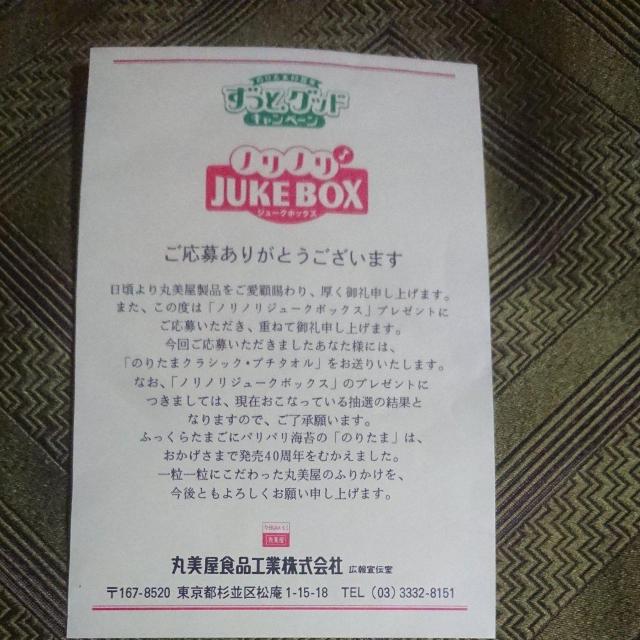 ずっと、グッド
キャンペーン
ノリノリ
JUKE BOX
ジュークボックス
ご応募ありがとうございます
日頃より丸美屋製品をご愛顧賜わり、厚く御礼申し上げます。
また、この度は「ノリノリジュークボックス」プレゼントに
ご応募いただき、重ねて御礼申し上げます。
今回ご応募いただきましたあなた様には、
「のりたまクラシック・プチタオル」をお送りいたします。
なお、「ノリノリジュークボックス」のプレゼントに
つきましては、現在おこなっている抽選の結果と
なりますので、ご了承願います。
ふっくらたまごにパリパリ海苔の「のりたま」は、
おかげさまで発売40周年をむかえました。
一粒一粒にこだわった丸美屋のふりかけを、
今後ともよろしくお願い申し上げます。
丸美屋
丸美屋食品工業株式会社 広報宣伝室
〒167-8520 東京都杉並区松庵1-15-18 TEL (03) 3332-8151